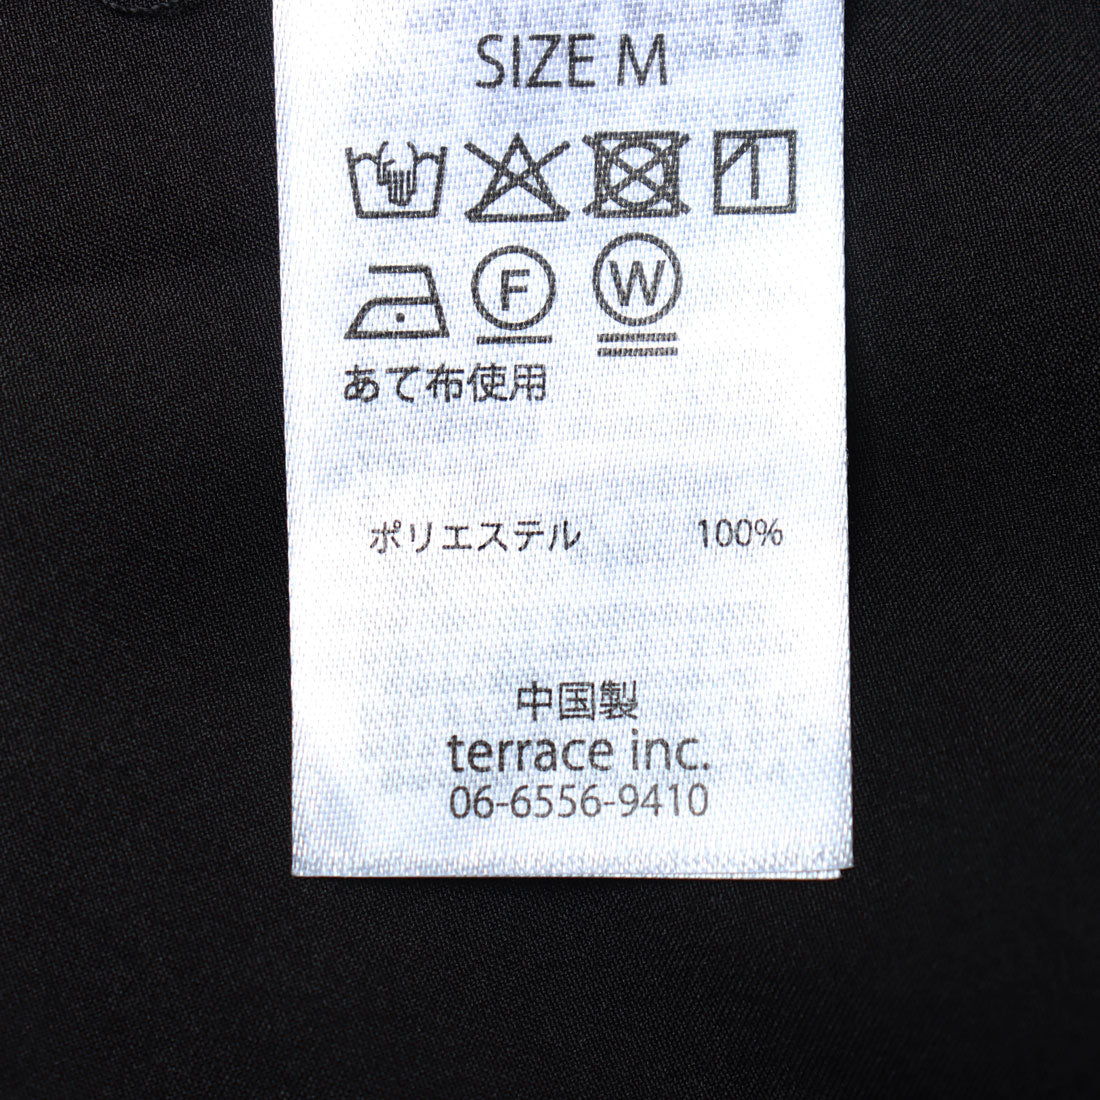 SIZE M
F W
あて布使用
ポリエステル 100%
中国製
terrace inc.
06-6556-9410